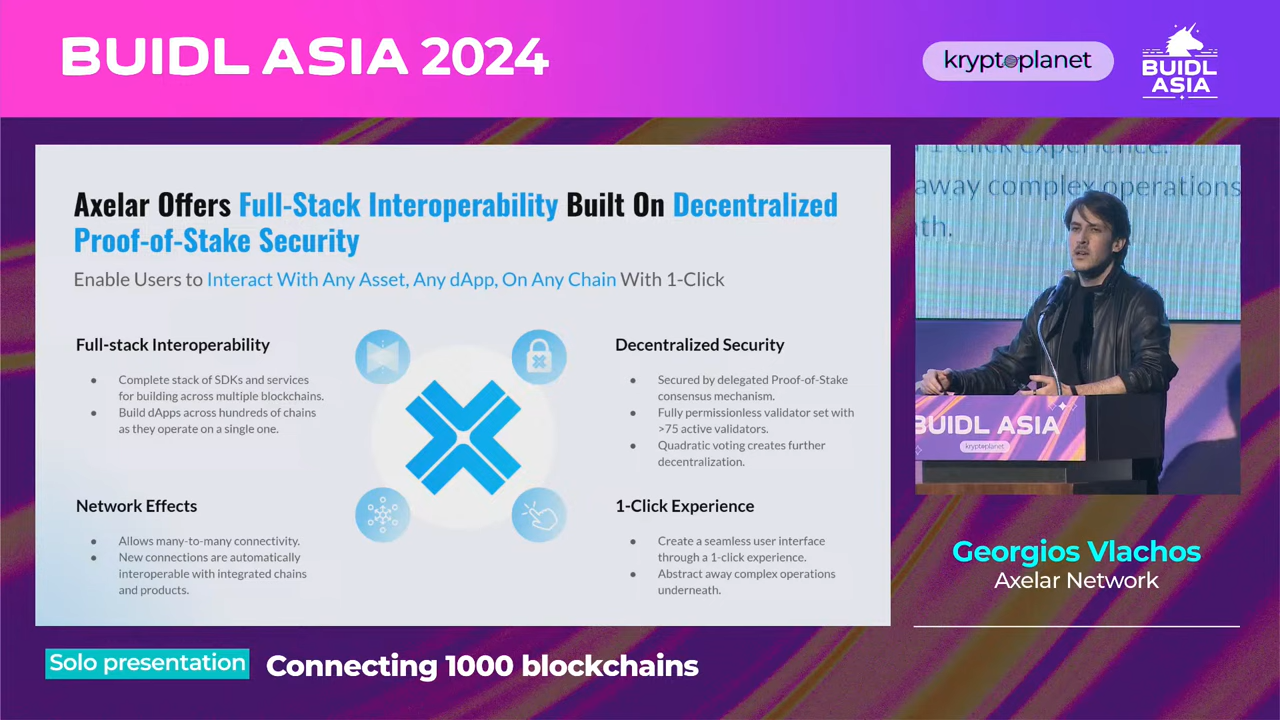 BUIDL ASIA 2024
kryptoplanet
BUIDL
ASIA
Axelar Offers Full-Stack Interoperability Built On Decentralized
Proof-of-Stake Security
Enable Users to Interact With Any Asset, Any dApp, On Any Chain With 1-Click
Full-stack Interoperability
● Complete stack of SDKs and services
for building across multiple blockchains.
● Build dApps across hundreds of chains
as they operate on a single one.
Decentralized Security
● Secured by delegated Proof-of-Stake
consensus mechanism.
● Fully permissionless validator set with
>75 active validators.
● Quadratic voting creates further
decentralization.
Network Effects
● Allows many-to-many connectivity.
● New connections are automatically
interoperable with integrated chains
and products.
1-Click Experience
● Create a seamless user interface
through a 1-click experience.
● Abstract away complex operations
underneath.
1-click experience.
away complex operations
th.
BUIDL ASIA
kryptoplanet
Georgios Vlachos
Axelar Network
Solo presentation
Connecting 1000 blockchains